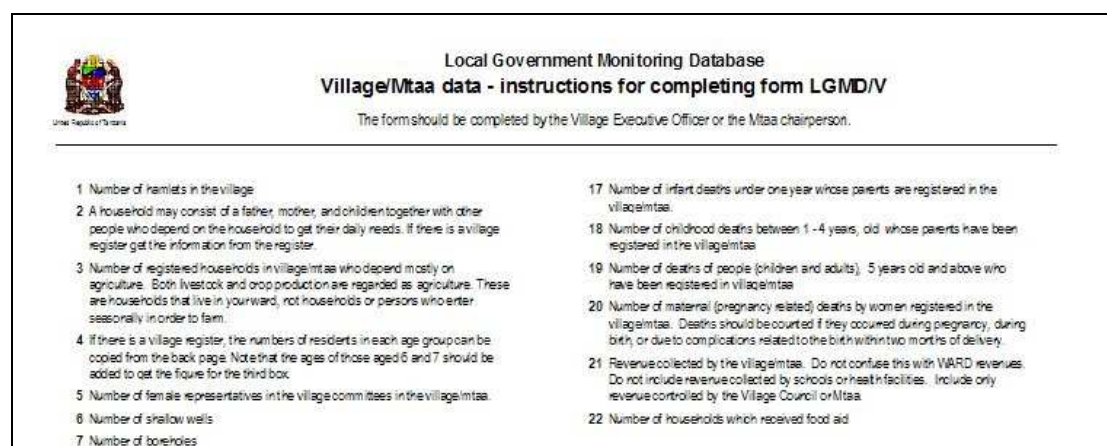 Local Government Monitoring Database
Village/Mtaa data - instructions for completing form LGMD/V
United Republic of Tanzania
The form should be completed by the Village Executive Officer or the Mtaa chairperson.
1 Number of hamlets in the village
2 A household may consist of a father, mother, and children together with other
people who depend on the household to get their daily needs. If there is a village
register get the information from the register.
3 Number of registered households in village/mtaa who depend mostly on
agriculture. Both livestock and crop production are regarded as agriculture. These
are households that live in your ward, not households or persons who enter
seasonally in order to farm.
4 If there is a village register, the numbers of residents in each age group can be
copied from the back page. Note that the ages of those aged 6 and 7 should be
added to get the figure for the third box.
5 Number of female representatives in the village committees in the village/mtaa.
6 Number of shallow wells
7 Number of boreholes
17 Number of infant deaths under one year whose parents are registered in the
village/mtaa.
18 Number of childhood deaths between 1 - 4 years, old whose parents have been
registered in the village/mtaa
19 Number of deaths of people (children and adults), 5 years old and above who
have been registered in village/mtaa
20 Number of maternal (pregnancy related) deaths by women registered in the
village/mtaa. Deaths should be counted if they occurred during pregnancy, during
birth, or due to complications related to the birth within two months of delivery.
21 Revenue collected by the village/mtaa. Do not confuse this with WARD revenues.
Do not include revenue collected by schools or health facilities. Include only
revenue controlled by the Village Council or Mtaa.
22 Number of households which received food aid